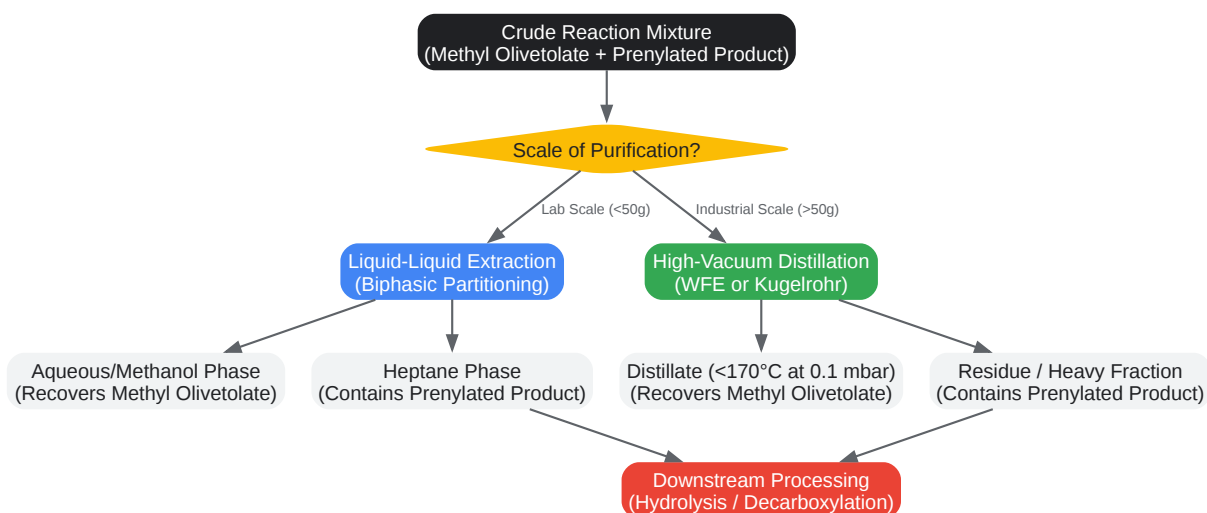 Crude Reaction Mixture
(Methyl Olivetolate + Prenylated Product)
Scale of Purification?
Lab Scale (<50g)
Industrial Scale (>50g)
Liquid-Liquid Extraction
(Biphasic Partitioning)
High-Vacuum Distillation
(WFE or Kugelrohr)
Aqueous/Methanol Phase
(Recovers Methyl Olivetolate)
Heptane Phase
(Contains Prenylated Product)
Distillate (<170°C at 0.1 mbar)
(Recovers Methyl Olivetolate)
Residue / Heavy Fraction
(Contains Prenylated Product)
Downstream Processing
(Hydrolysis / Decarboxylation)